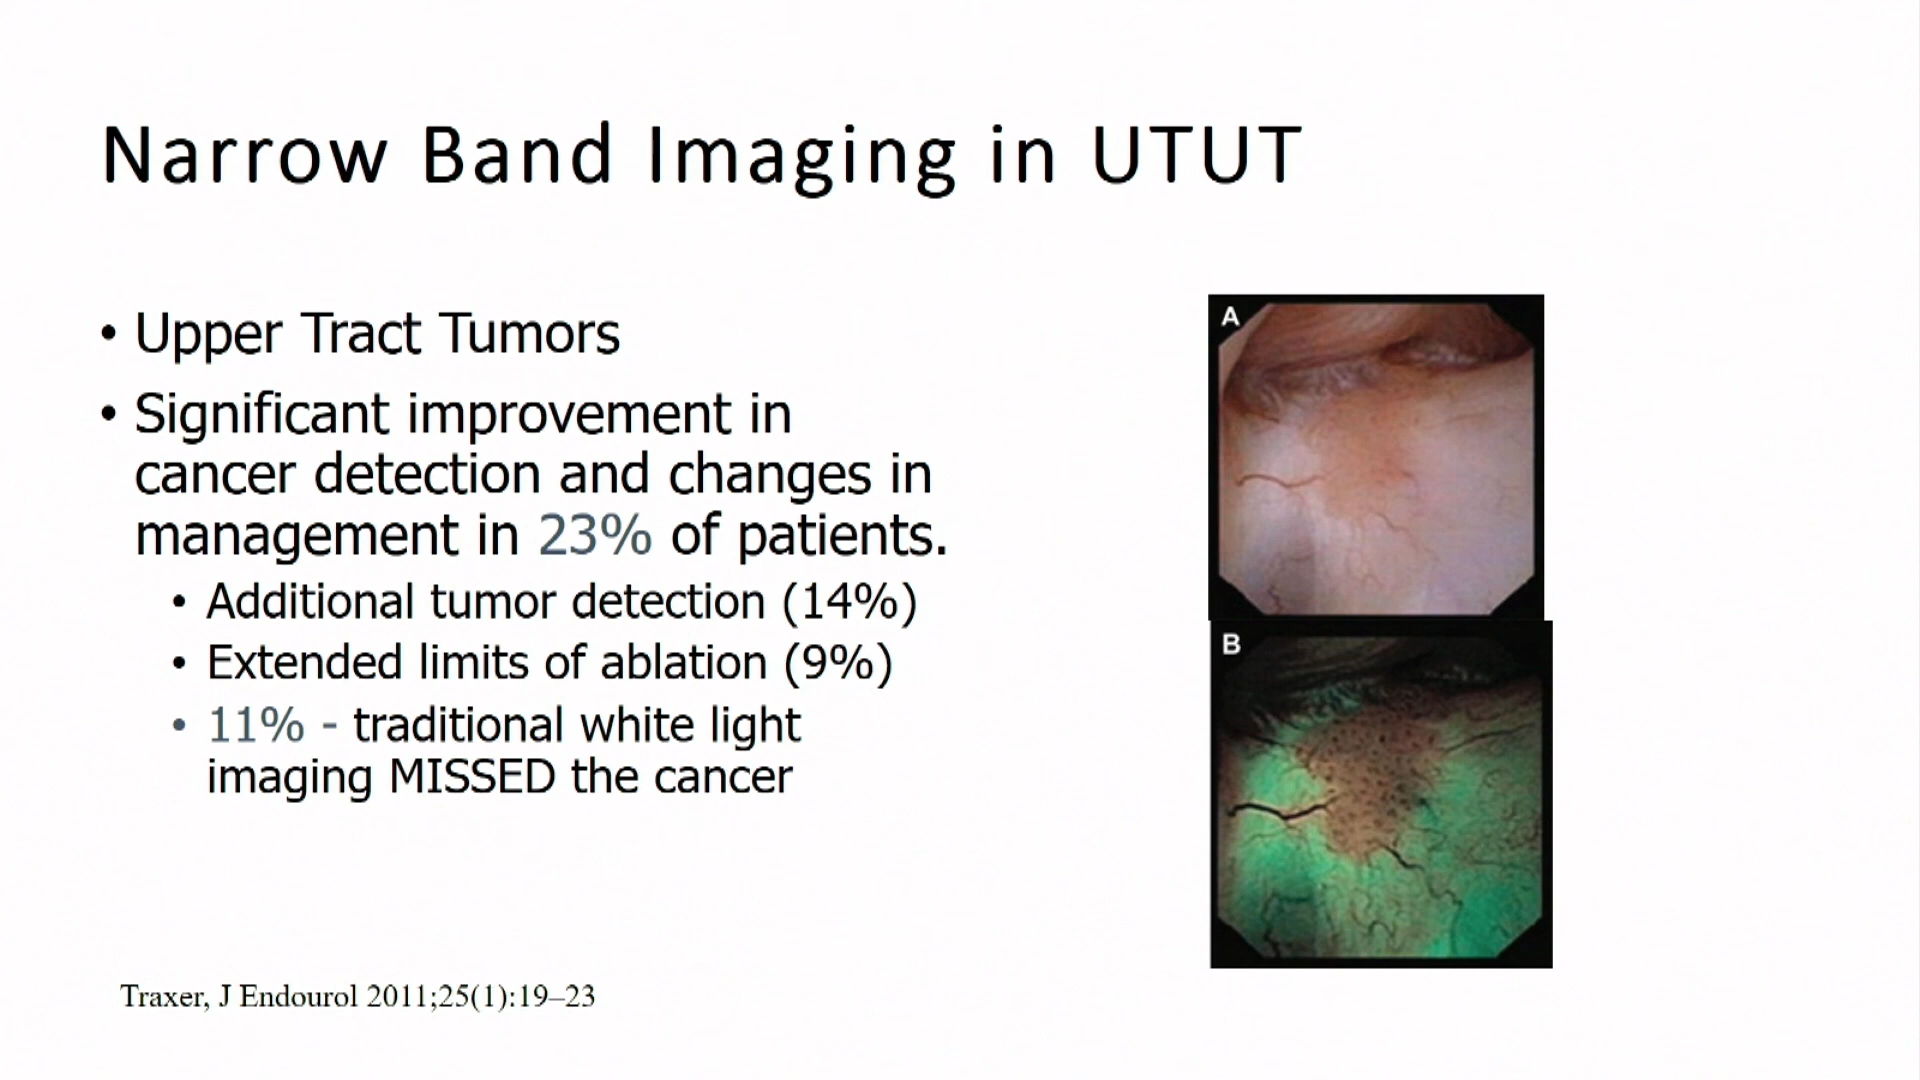 Narrow Band Imaging in UTUT
• Upper Tract Tumors
• Significant improvement in
cancer detection and changes in
management in 23% of patients.
• Additional tumor detection (14%)
• Extended limits of ablation (9%)
• 11% - traditional white light
imaging MISSED the cancer
A
B
Traxer, J Endourol 2011;25(1):19–23